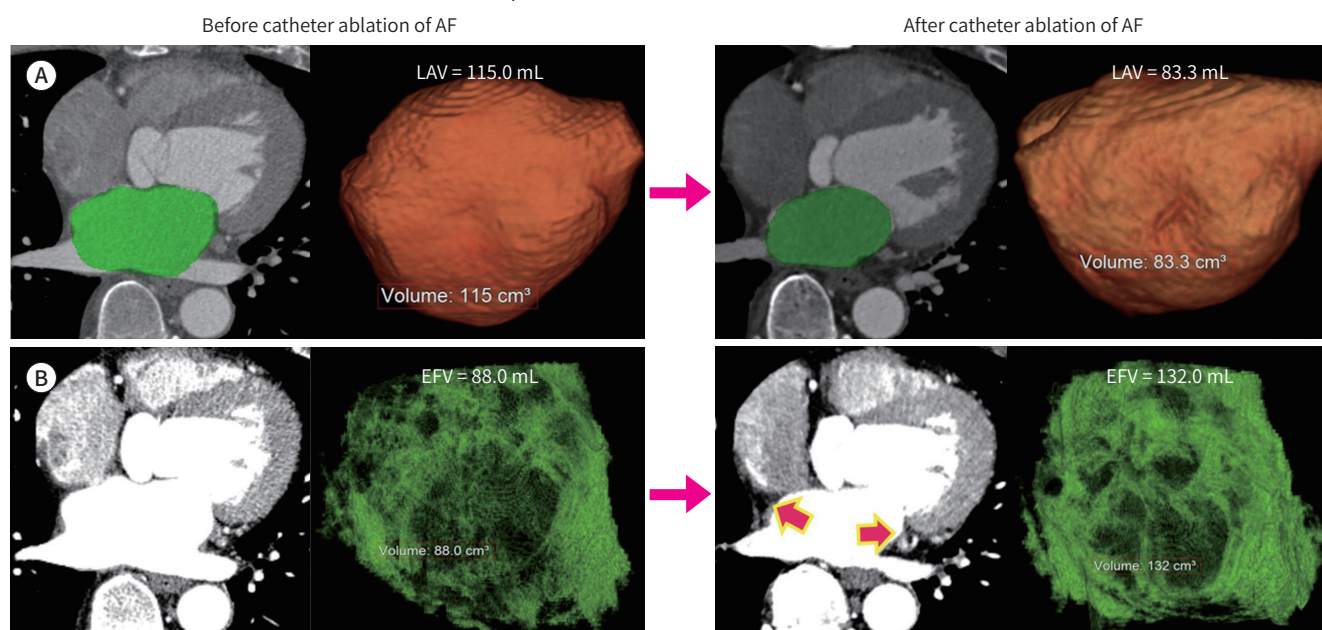 Before catheter ablation of AF
After catheter ablation of AF
A
LAV = 115.0 mL
Volume: 115 cm³
LAV = 83.3 mL
Volume: 83.3 cm³
B
EFV = 88.0 mL
Volume: 88.0 cm³
EFV = 132.0 mL
Volume: 132 cm³